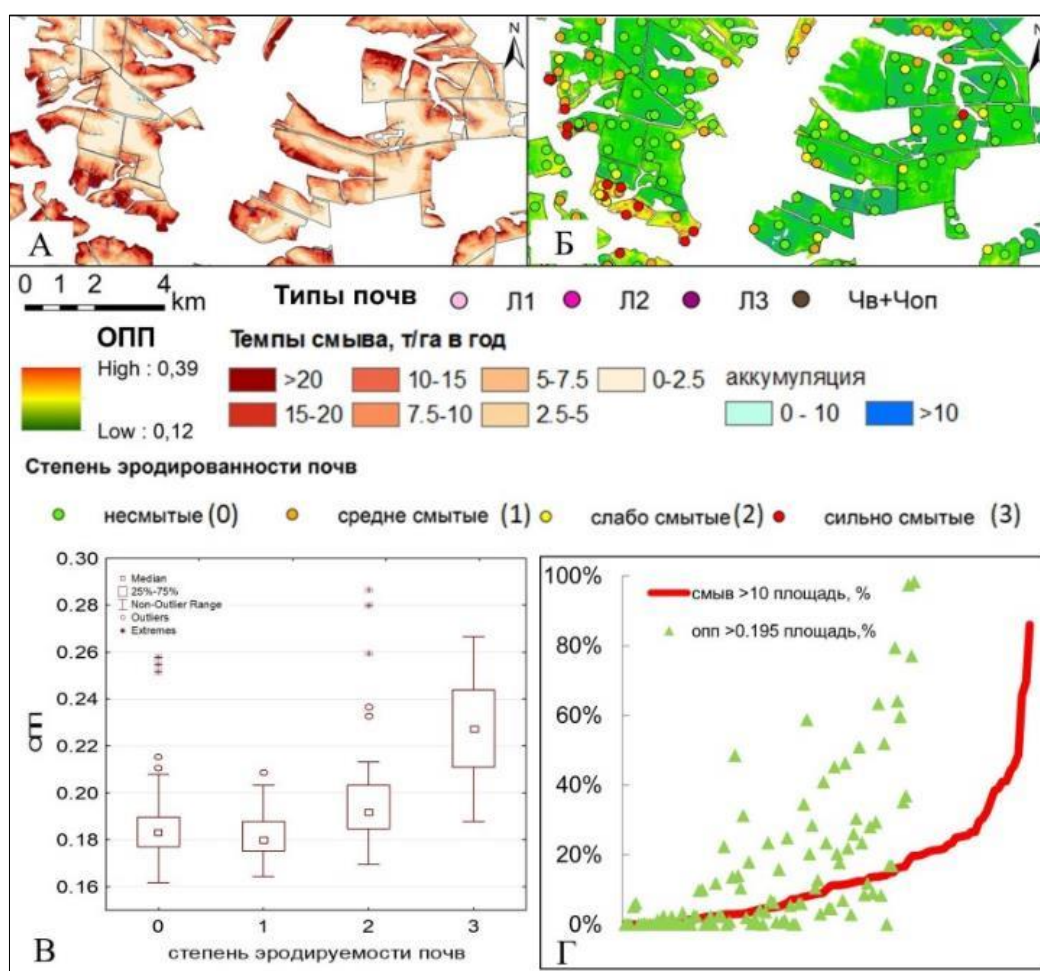 N
N
А
Б
0 1 2 4
km
Типы почв Л1 Л2 Л3 Чв+Чоп
ОПП
High : 0,39
Low : 0,12
Темпы смыва, т/га в год
>20 10-15 5-7.5 0-2.5
15-20 7.5-10 2.5-5
аккумуляция
0 - 10 >10
Степень эродированности почв
несмытые (0) средне смытые (1) слабо смытые (2) сильно смытые (3)
0.30
0.28
0.26
0.24
0.22
0.20
0.18
0.16
опп
Median
25%-75%
Non-Outlier Range
Outliers
Extremes
0 1 2 3
степень эродируемости почв
В
100%
80%
60%
40%
20%
0%
смыв >10 площадь, %
опп >0.195 площадь,%
Г